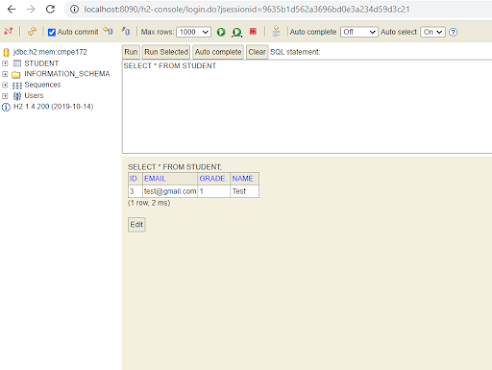 localhost:8090/h2-console/login.do?jsessionid=9635b1d562a3696bd0e3a234d59d3c21
Auto commit Max rows: 1000 Auto complete Off Auto select On
jdbc:h2:mem:cmpe172
STUDENT
INFORMATION_SCHEMA
Sequences
Users
H2 1.4.200 (2019-10-14)
Run Run Selected Auto complete Clear SQL statement:
SELECT * FROM STUDENT
SELECT * FROM STUDENT;
ID EMAIL GRADE NAME
3 test@gmail.com 1 Test
(1 row, 2 ms)
Edit